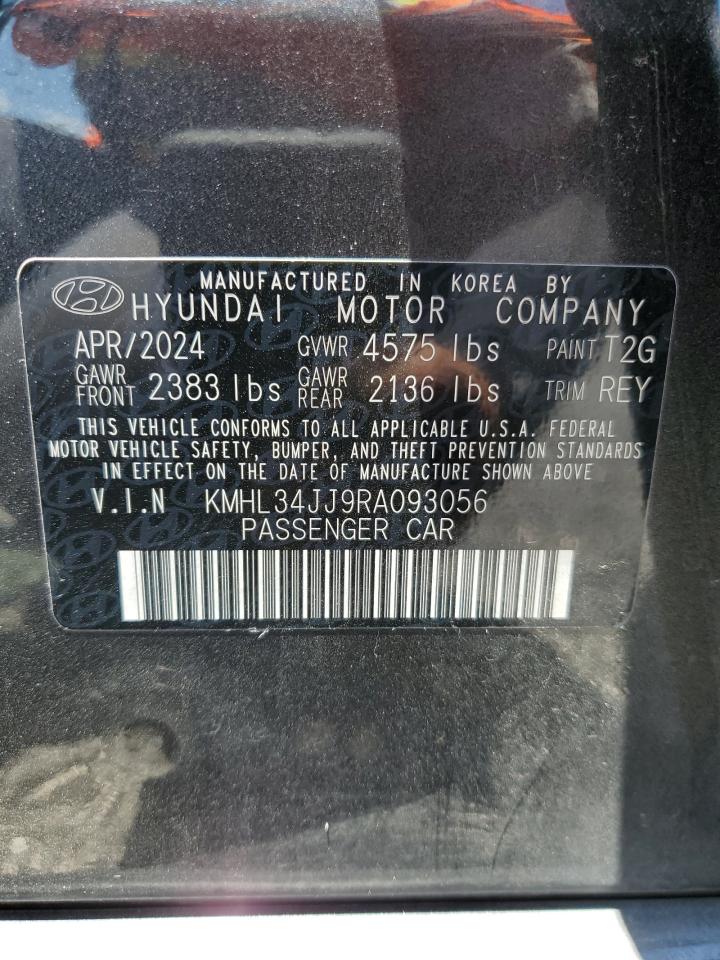 MANUFACTURED IN KOREA BY
HYUNDAI MOTOR COMPANY
APR/2024 GVWR 4575 lbs PAINT T2G
GAWR FRONT 2383 lbs GAWR REAR 2136 lbs TRIM REY
THIS VEHICLE CONFORMS TO ALL APPLICABLE U.S.A. FEDERAL
MOTOR VEHICLE SAFETY, BUMPER, AND THEFT PREVENTION STANDARDS
IN EFFECT ON THE DATE OF MANUFACTURE SHOWN ABOVE
V.I.N KMHL34JJ9RA093056
PASSENGER CAR